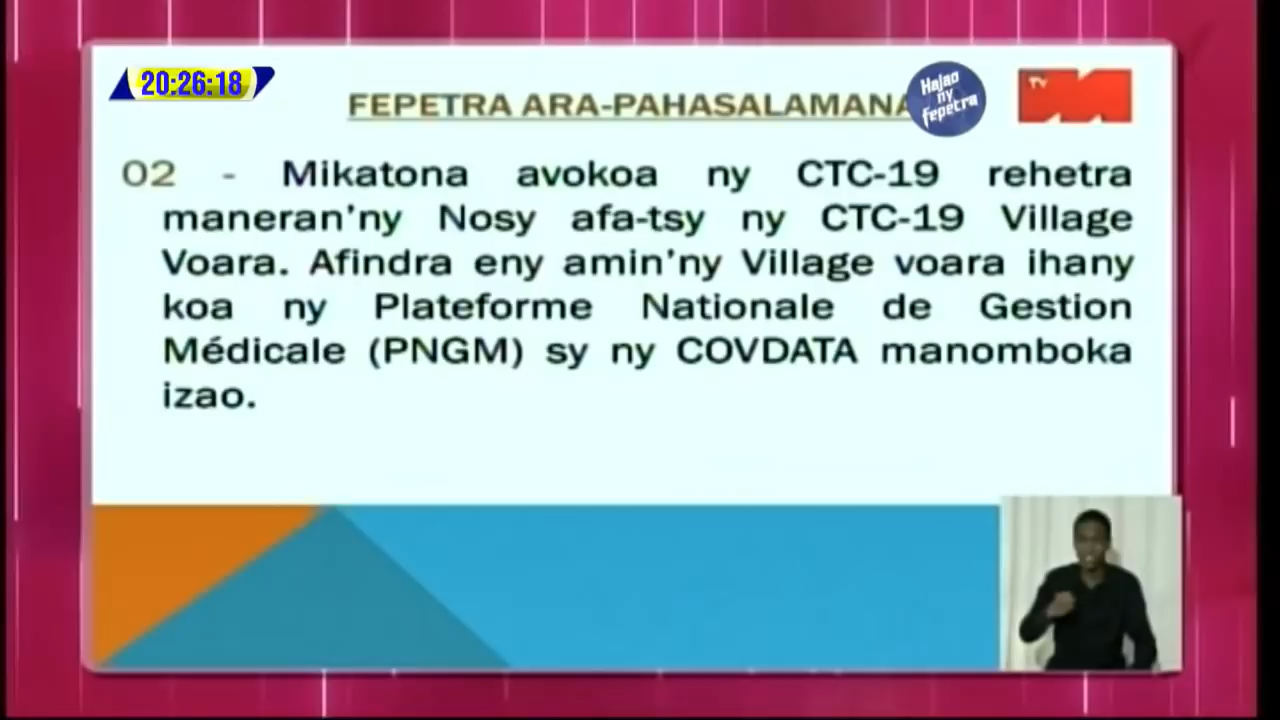 20:26:18
Hajao
ny
fepetra
TV
FEPETRA ARA-PAHASALAMANA
02 - Mikatona avokoa ny CTC-19 rehetra
maneran'ny Nosy afa-tsy ny CTC-19 Village
Voara. Afindra eny amin'ny Village voara ihany
koa ny Plateforme Nationale de Gestion
Médicale (PNGM) sy ny COVDATA manomboka
izao.